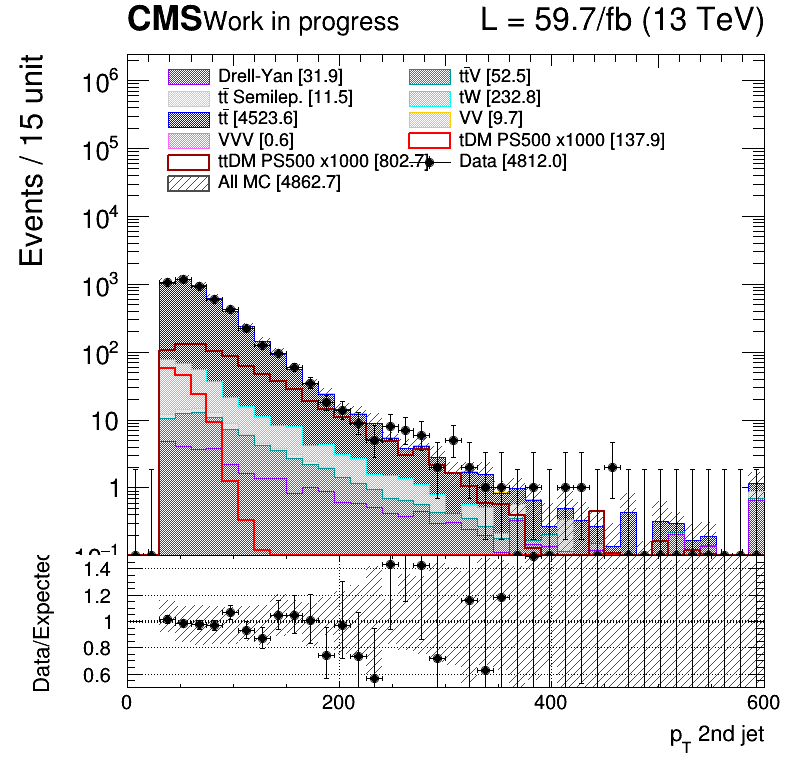 CMS Work in progress L = 59.7/fb (13 TeV)
Events / 15 unit
Drell-Yan [31.9] tt̄V [52.5]
tt̄ Semilep. [11.5] tW [232.8]
tt̄ [4523.6] VV [9.7]
VVV [0.6] tDM PS500 x1000 [137.9]
ttDM PS500 x1000 [802.7] Data [4812.0]
All MC [4862.7]
10⁶
10⁵
10⁴
10³
10²
10
1
10⁻¹
Data/Expected
1.4
1.2
1
0.8
0.6
0 200 400 600
p_T 2nd jet